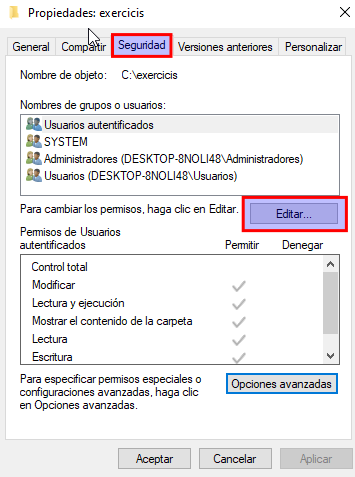 Propiedades: exercicis
General Compartir Seguridad Versiones anteriores Personalizar
Nombre de objeto: C:\exercicis
Nombres de grupos o usuarios:
Usuarios autentificados
SYSTEM
Administradores (DESKTOP-8NOLI48\Administradores)
Usuarios (DESKTOP-8NOLI48\Usuarios)
Para cambiar los permisos, haga clic en Editar. Editar...
Permisos de Usuarios
autentificados Permitir Denegar
Control total
Modificar
Lectura y ejecución
Mostrar el contenido de la carpeta
Lectura
Escritura
Para especificar permisos especiales o
configuraciones avanzadas, haga clic
en Opciones avanzadas.
Opciones avanzadas
Aceptar Cancelar Aplicar